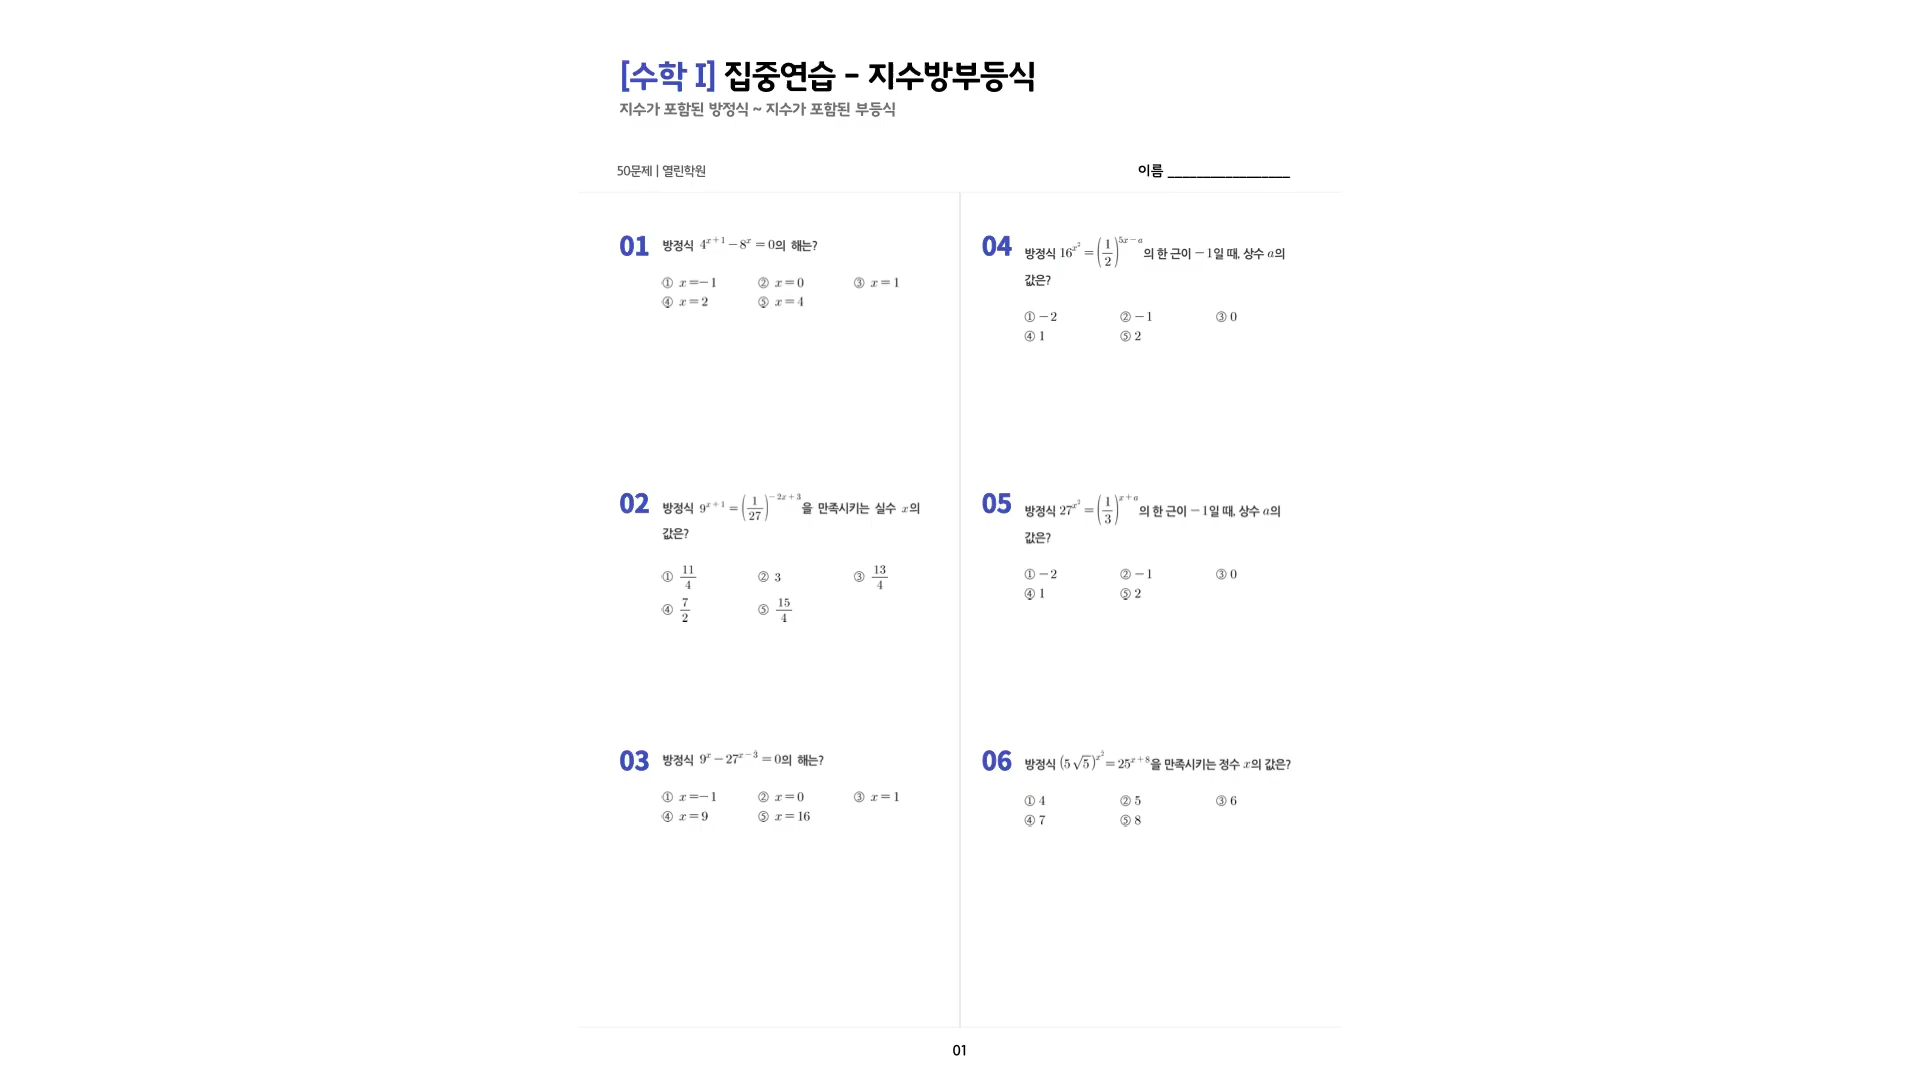 [수학 I] 집중연습 - 지수방부등식
지수가 포함된 방정식 ~ 지수가 포함된 부등식
50문제 | 열린학원
이름 _________________
01 방정식 4^{x+1} - 8^x = 0의 해는?
① x=-1 ② x=0 ③ x=1
④ x=2 ⑤ x=4
02 방정식 9^{x+1} = (1/27)^{-2x+3}을 만족시키는 실수 x의
값은?
① 11/4 ② 3 ③ 13/4
④ 7/2 ⑤ 15/4
03 방정식 9^x - 27^{x-3} = 0의 해는?
① x=-1 ② x=0 ③ x=1
④ x=9 ⑤ x=16
04 방정식 16^{x^2} = (1/2)^{5x-a}의 한 근이 -1일 때, 상수 a의
값은?
① -2 ② -1 ③ 0
④ 1 ⑤ 2
05 방정식 27^{x^2} = (1/3)^{x+a}의 한 근이 -1일 때, 상수 a의
값은?
① -2 ② -1 ③ 0
④ 1 ⑤ 2
06 방정식 (5√5)^{x^2} = 25^{x+8}을 만족시키는 정수 x의 값은?
① 4 ② 5 ③ 6
④ 7 ⑤ 8
01